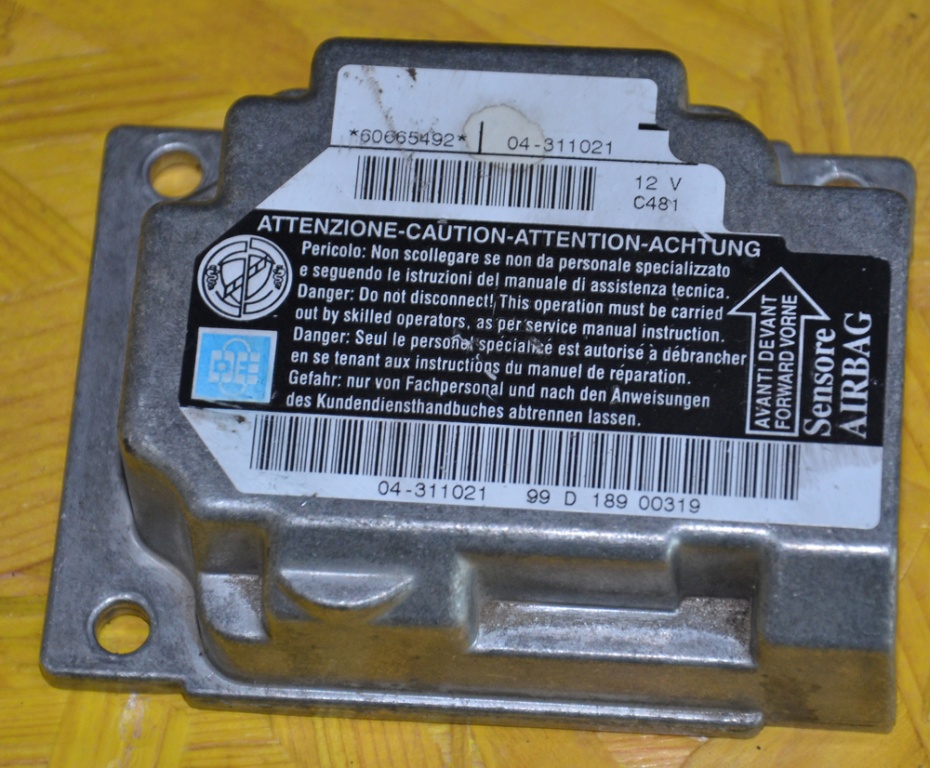 *60665492* 04-311021
12 V
C481
ATTENZIONE-CAUTION-ATTENTION-ACHTUNG
Pericolo: Non scollegare se non da personale specializzato
e seguendo le istruzioni del manuale di assistenza tecnica.
Danger: Do not disconnect! This operation must be carried
out by skilled operators, as per service manual instruction.
Danger: Seul le personel spécialisé est autorisé à débrancher
en se tenant aux instructions du manuel de réparation.
Gefahr: nur von Fachpersonal und nach den Anweisungen
des Kundendiensthandbuches abtrennen lassen.
AVANTI DEVANT
FORWARD VORNE
Sensore
AIRBAG
04-311021 99 D 189 00319